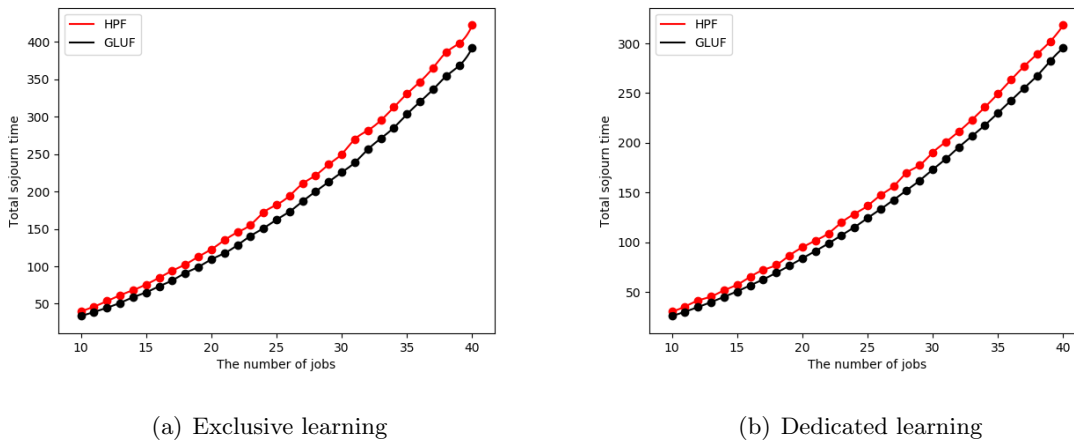 HPF
GLUF
400
350
300
250
200
150
100
50
Total sojourn time
10 15 20 25 30 35 40
The number of jobs
(a) Exclusive learning
HPF
GLUF
300
250
200
150
100
50
Total sojourn time
10 15 20 25 30 35 40
The number of jobs
(b) Dedicated learning